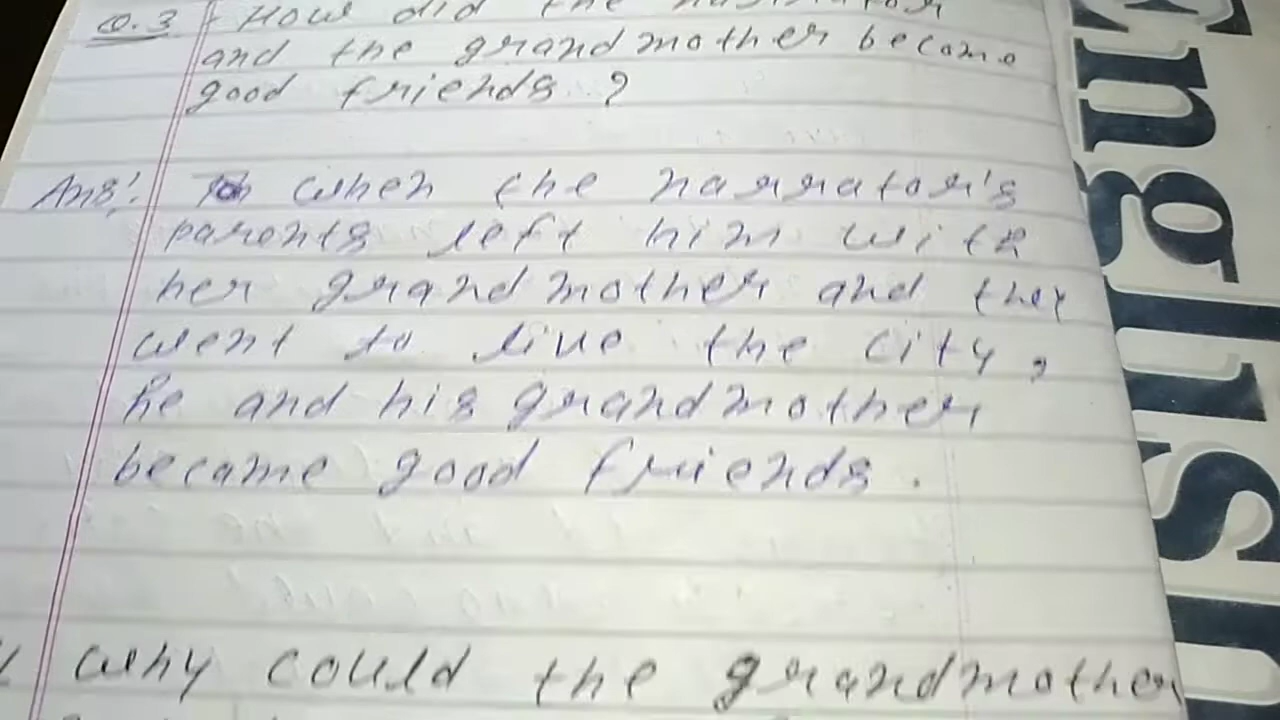 Q.3 How did the narrator
and the grandmother become
good friends ?
Ans: When the narrator's
parents left him with
her grandmother and they
went to live the city,
he and his grandmother
became good friends.
why could the grandmother
English